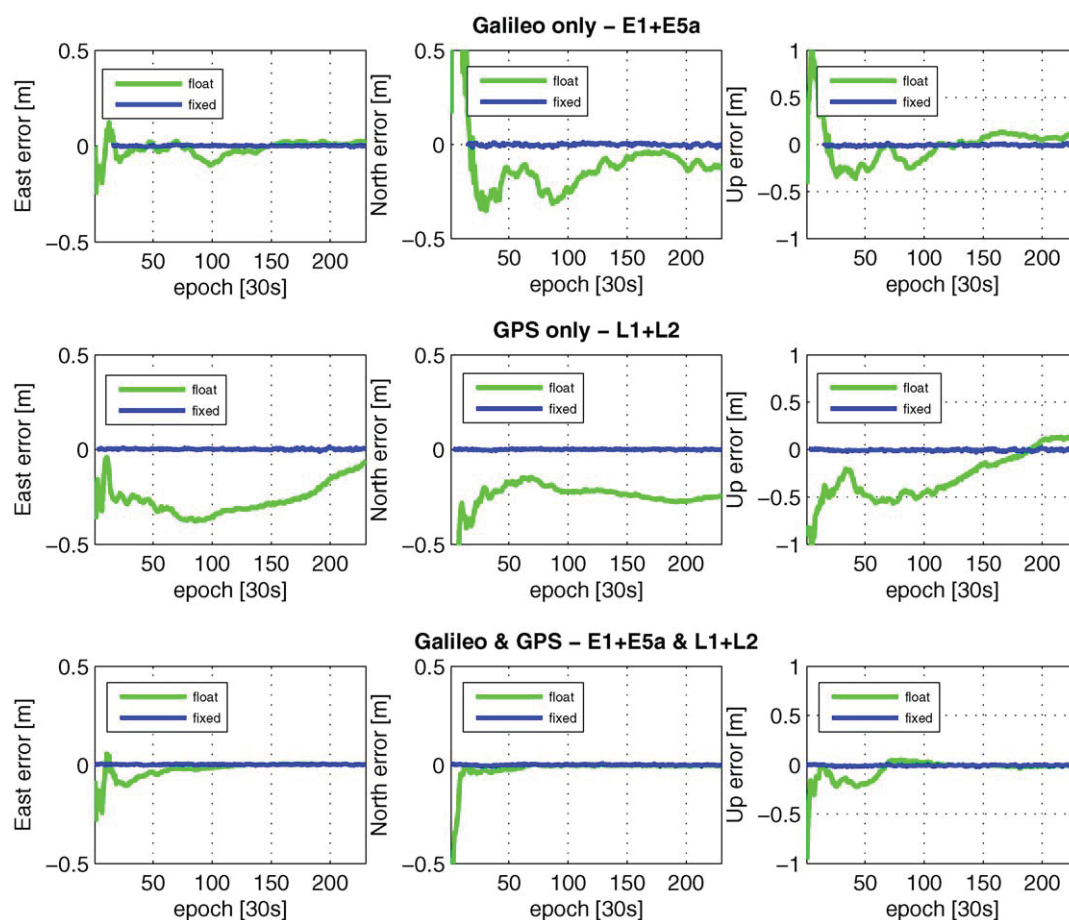 Galileo only – E1+E5a
East error [m]
0.5
0
−0.5
float
fixed
50 100 150 200
epoch [30s]
North error [m]
0.5
0
−0.5
float
fixed
50 100 150 200
epoch [30s]
Up error [m]
1
0.5
0
−0.5
−1
float
fixed
50 100 150 200
epoch [30s]
GPS only – L1+L2
East error [m]
0.5
0
−0.5
float
fixed
50 100 150 200
epoch [30s]
North error [m]
0.5
0
−0.5
float
fixed
50 100 150 200
epoch [30s]
Up error [m]
1
0.5
0
−0.5
−1
float
fixed
50 100 150 200
epoch [30s]
Galileo & GPS – E1+E5a & L1+L2
East error [m]
0.5
0
−0.5
float
fixed
50 100 150 200
epoch [30s]
North error [m]
0.5
0
−0.5
float
fixed
50 100 150 200
epoch [30s]
Up error [m]
1
0.5
0
−0.5
−1
float
fixed
50 100 150 200
epoch [30s]